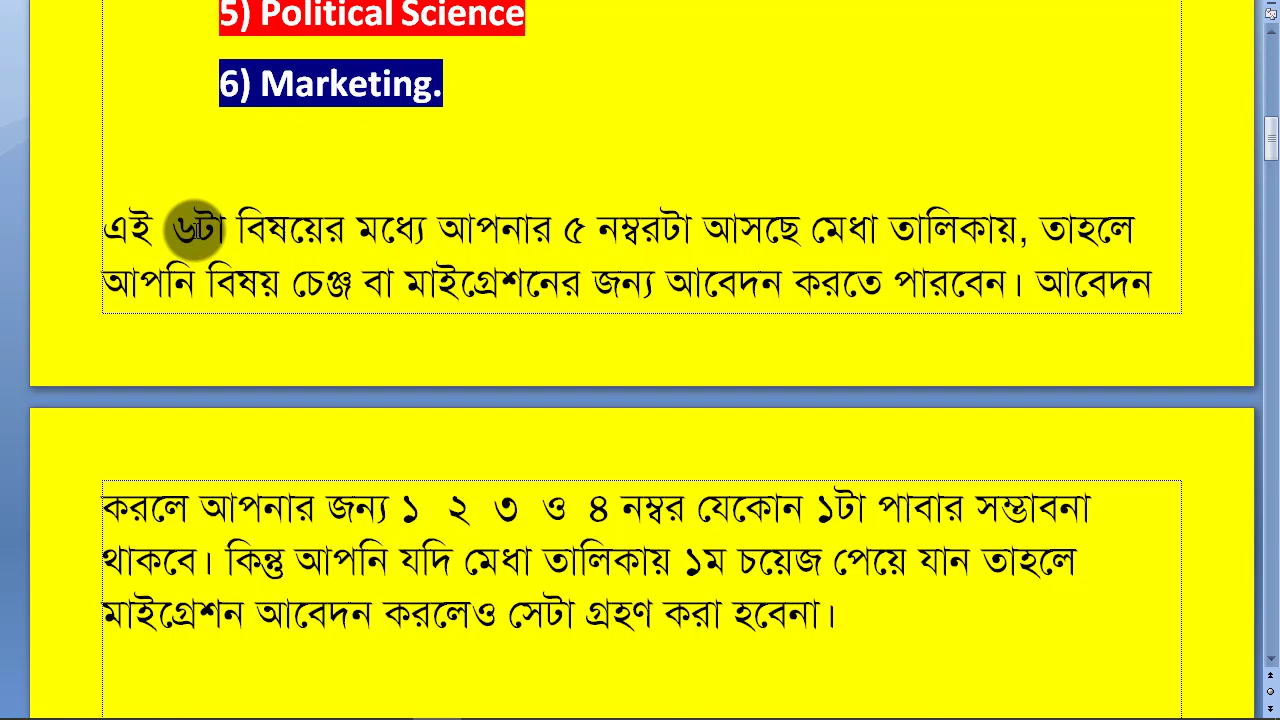 5) Political Science
6) Marketing.
এই ৬টা বিষয়ের মধ্যে আপনার ৫ নম্বরটা আসছে মেধা তালিকায়, তাহলে
আপনি বিষয় চেঞ্জ বা মাইগ্রেশনের জন্য আবেদন করতে পারবেন। আবেদন
করলে আপনার জন্য ১ ২ ৩ ও ৪ নম্বর যেকোন ১টা পাবার সম্ভাবনা
থাকবে। কিন্তু আপনি যদি মেধা তালিকায় ১ম চয়েজ পেয়ে যান তাহলে
মাইগ্রেশন আবেদন করলেও সেটা গ্রহণ করা হবেনা।